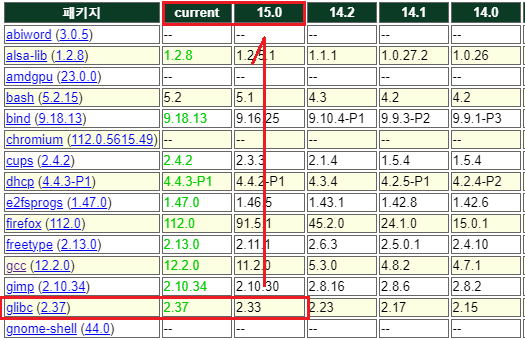 패키지 current 15.0 14.2 14.1 14.0
abiword (3.0.5) -- -- -- -- --
alsa-lib (1.2.8) 1.2.8 1.2.5.1 1.1.1 1.0.27.2 1.0.26
amdgpu (23.0.0) -- -- -- -- --
bash (5.2.15) 5.2 5.1 4.3 4.2 4.2
bind (9.18.13) 9.18.13 9.16.25 9.10.4-P1 9.9.3-P2 9.9.1-P3
chromium (112.0.5615.49) -- -- -- -- --
cups (2.4.2) 2.4.2 2.3.3 2.1.4 1.5.4 1.5.4
dhcp (4.4.3-P1) 4.4.3-P1 4.4.2-P1 4.3.4 4.2.5-P1 4.2.4-P2
e2fsprogs (1.47.0) 1.47.0 1.46.5 1.43.1 1.42.8 1.42.6
firefox (112.0) 112.0 91.5.1 45.2.0 24.1.0 15.0.1
freetype (2.13.0) 2.13.0 2.11.1 2.6.3 2.5.0.1 2.4.10
gcc (12.2.0) 12.2.0 11.2.0 5.3.0 4.8.2 4.7.1
gimp (2.10.34) 2.10.34 2.10.30 2.8.16 2.8.6 2.8.2
glibc (2.37) 2.37 2.33 2.23 2.17 2.15
gnome-shell (44.0) -- -- -- -- --